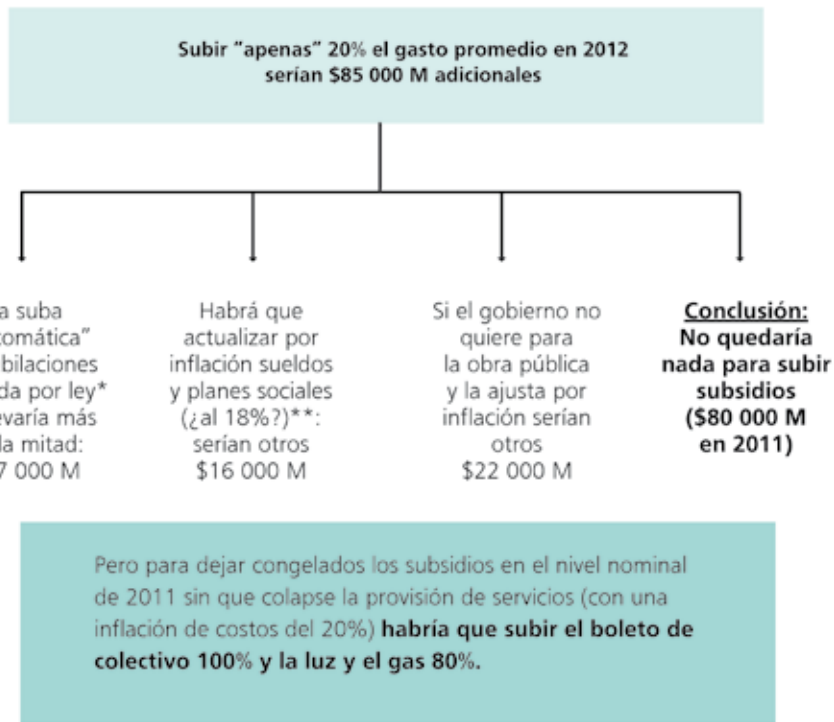 Subir "apenas" 20% el gasto promedio en 2012
serían $85 000 M adicionales
a suba
tomática"
bilaciones
da por ley*
evaría más
la mitad:
7 000 M
Habrá que
actualizar por
inflación sueldos
y planes sociales
(¿al 18%?)**:
serían otros
$16 000 M
Si el gobierno no
quiere para
la obra pública
y la ajusta por
inflación serían
otros
$22 000 M
Conclusión:
No quedaría
nada para subir
subsidios
($80 000 M
en 2011)
Pero para dejar congelados los subsidios en el nivel nominal
de 2011 sin que colapse la provisión de servicios (con una
inflación de costos del 20%) habría que subir el boleto de
colectivo 100% y la luz y el gas 80%.